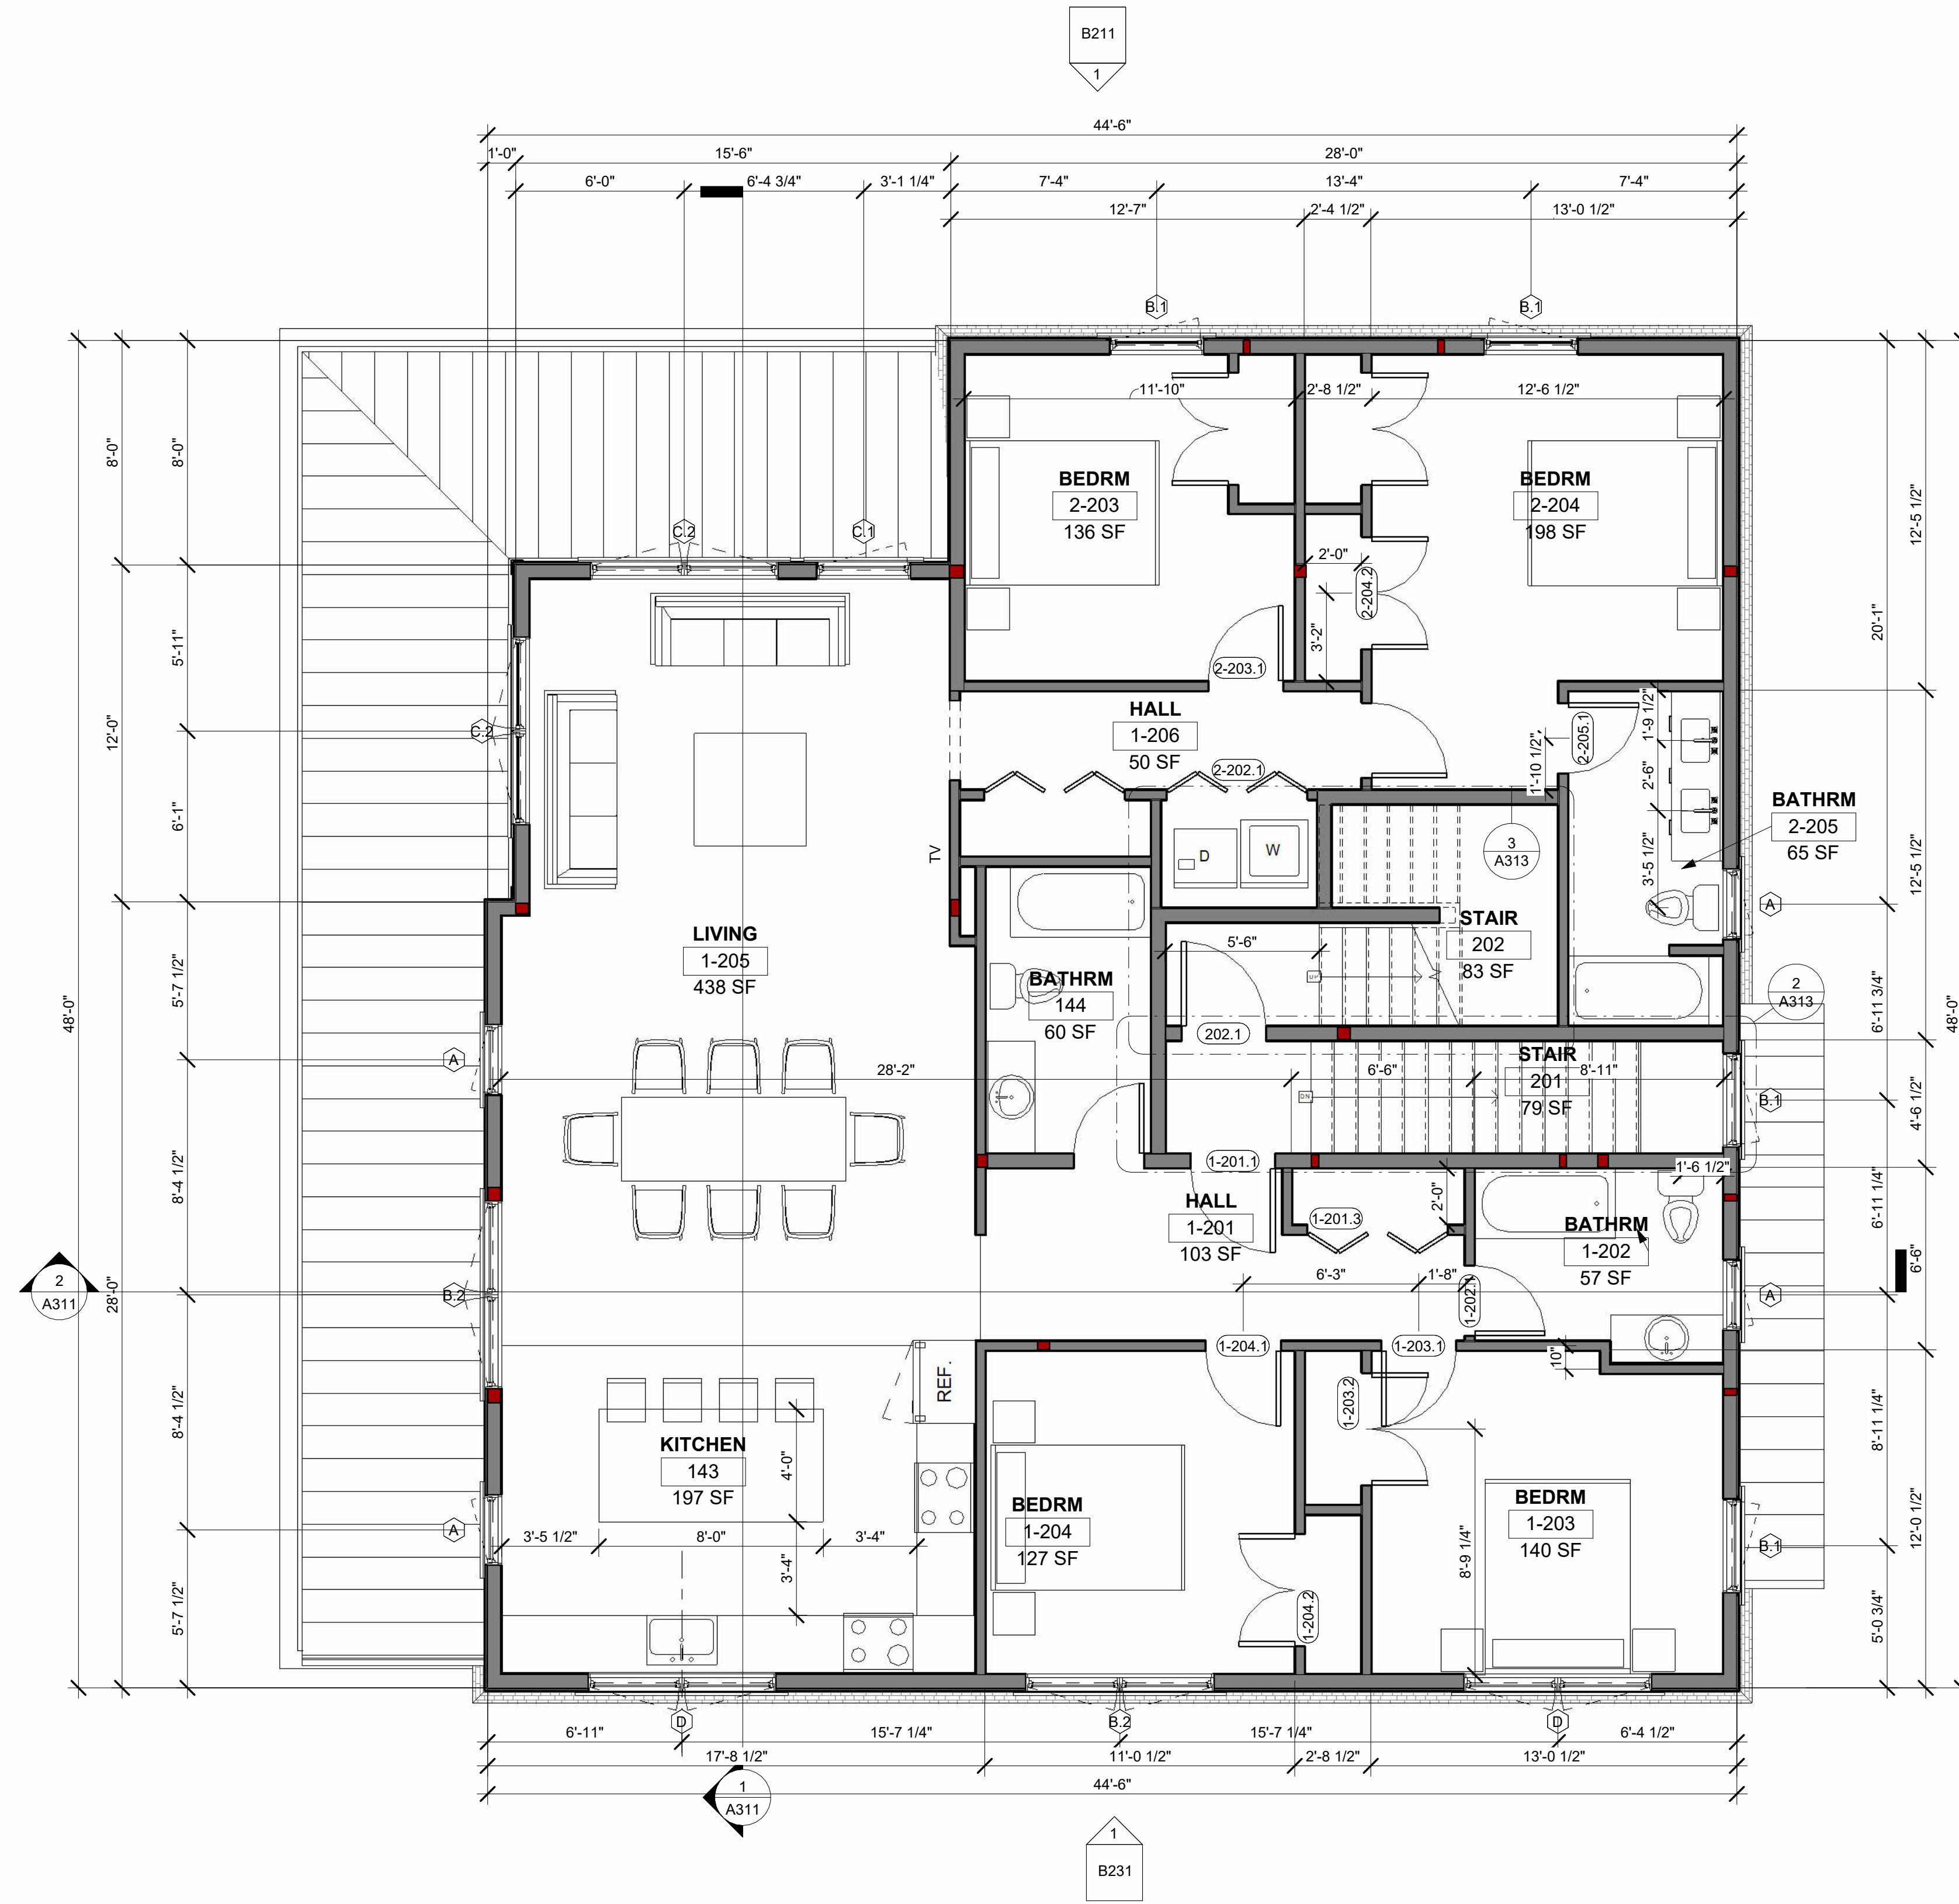 B211
1
44'-6"
1'-0"
15'-6"
28'-0"
6'-0"
6'-4 3/4"
3'-1 1/4"
7'-4"
13'-4"
7'-4"
12'-7"
2'-4 1/2"
13'-0 1/2"
B.1
B.1
11'-10"
2'-8 1/2"
12'-6 1/2"
8'-0"
8'-0"
BEDRM
2-203
136 SF
BEDRM
2-204
198 SF
12'-5 1/2"
C.2
C.1
2'-0"
2-204.2
3'-2"
20'-1"
5'-11"
2-203.1
12'-0"
C.2
HALL
1-206
50 SF
2-202.1
1'-10 1/2"
2-205.1
1'-9 1/2"
2'-6"
3'-5 1/2"
BATHRM
2-205
65 SF
6'-1"
TV
D
W
3
A313
12'-5 1/2"
A
LIVING
1-205
438 SF
STAIR
202
83 SF
5'-6"
UP
BATHRM
144
60 SF
202.1
2
A313
48'-0"
5'-7 1/2"
6'-11 3/4"
48'-0"
A
28'-2"
6'-6"
STAIR
201
79 SF
8'-11"
DN
B.1
4'-6 1/2"
8'-4 1/2"
1-201.1
1'-6 1/2"
HALL
1-201
103 SF
1-201.3
2'-0"
BATHRM
1-202
57 SF
6'-11 1/4"
6'-6"
2
A311
28'-0"
B.2
6'-3"
1'-8"
1-202.1
A
1-204.1
1-203.1
10"
REF.
1-203.2
8'-4 1/2"
KITCHEN
143
197 SF
4'-0"
8'-11 1/4"
BEDRM
1-204
127 SF
BEDRM
1-203
140 SF
8'-9 1/4"
12'-0 1/2"
A
3'-5 1/2"
8'-0"
3'-4"
3'-4"
B.1
1-204.2
5'-7 1/2"
5'-0 3/4"
D
B.2
D
6'-11"
15'-7 1/4"
15'-7 1/4"
6'-4 1/2"
17'-8 1/2"
11'-0 1/2"
2'-8 1/2"
13'-0 1/2"
44'-6"
1
A311
1
B231